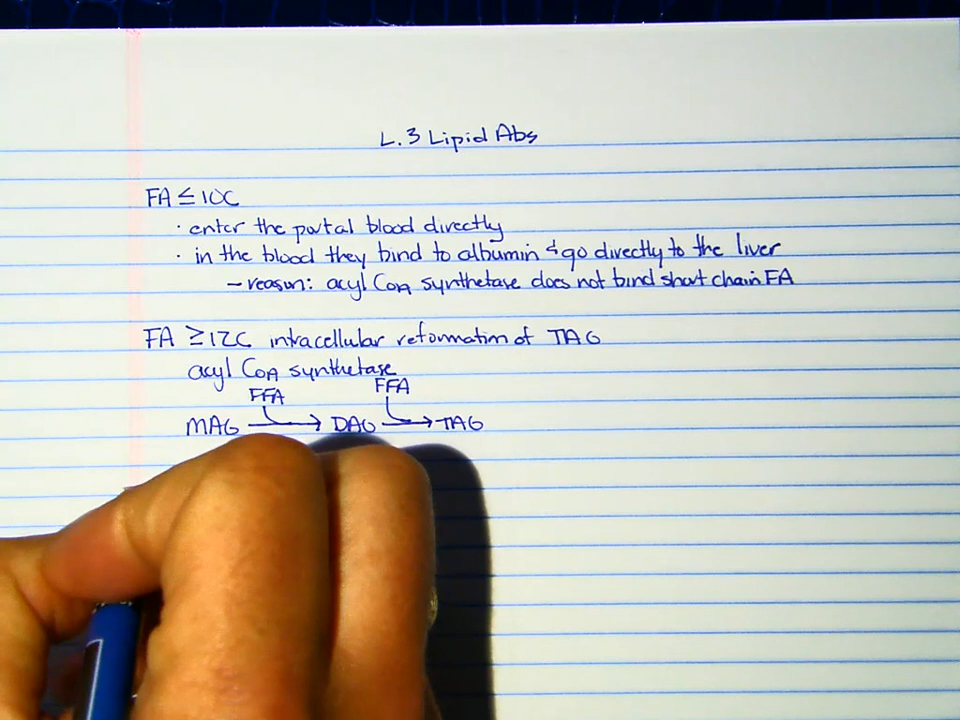 L.3 Lipid Abs
FA ≤ 10C
· enter the portal blood directly
· in the blood they bind to albumin & go directly to the liver
– reason: acyl CoA synthetase does not bind short chain FA
FA ≥ 12C intracellular reformation of TAG
acyl CoA synthetase
FFA FFA
MAG → DAG → TAG